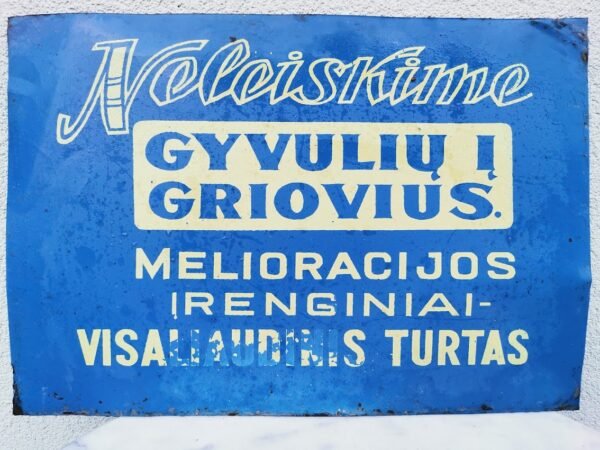 Neleiskime
GYVULIŲ Į
GRIOVIUS.
MELIORACIJOS
ĮRENGINIAI-
VISALIAUDINIS TURTAS